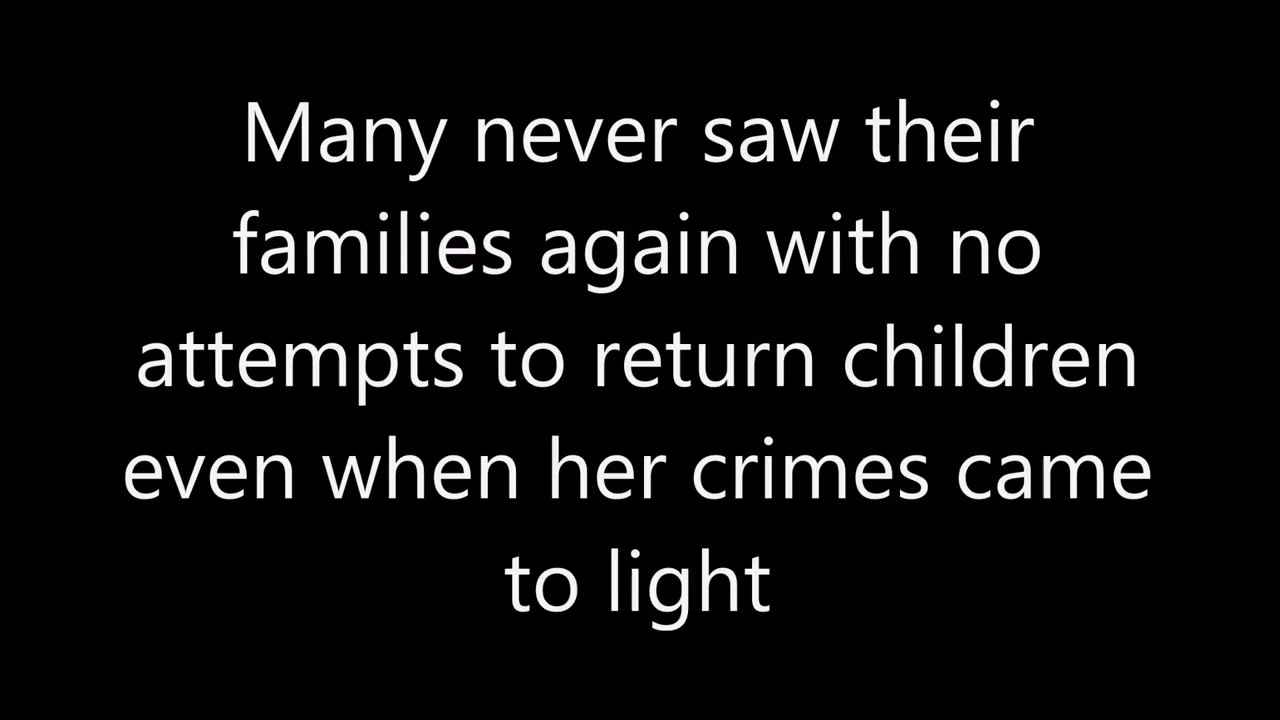 Many never saw their
families again with no
attempts to return children
even when her crimes came
to light